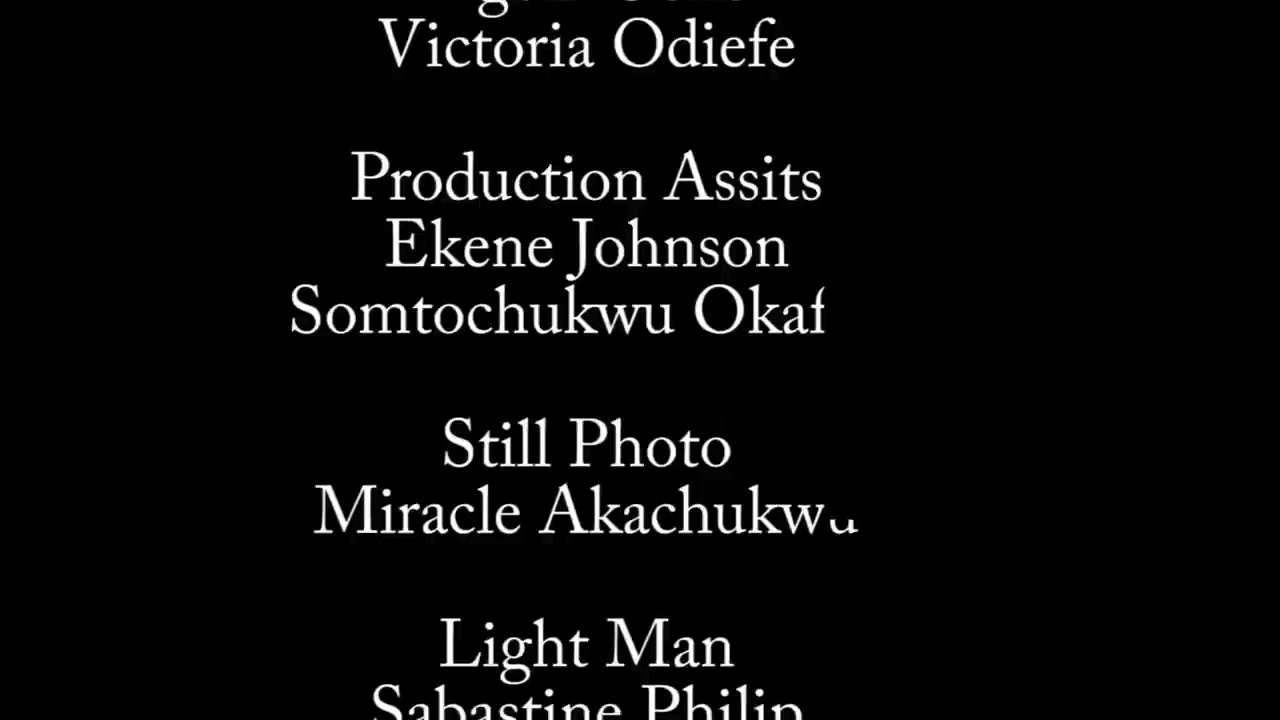 Victoria Odiefe
Production Assits
Ekene Johnson
Somtochukwu Okaf
Still Photo
Miracle Akachukwu
Light Man
Sabastine Philip